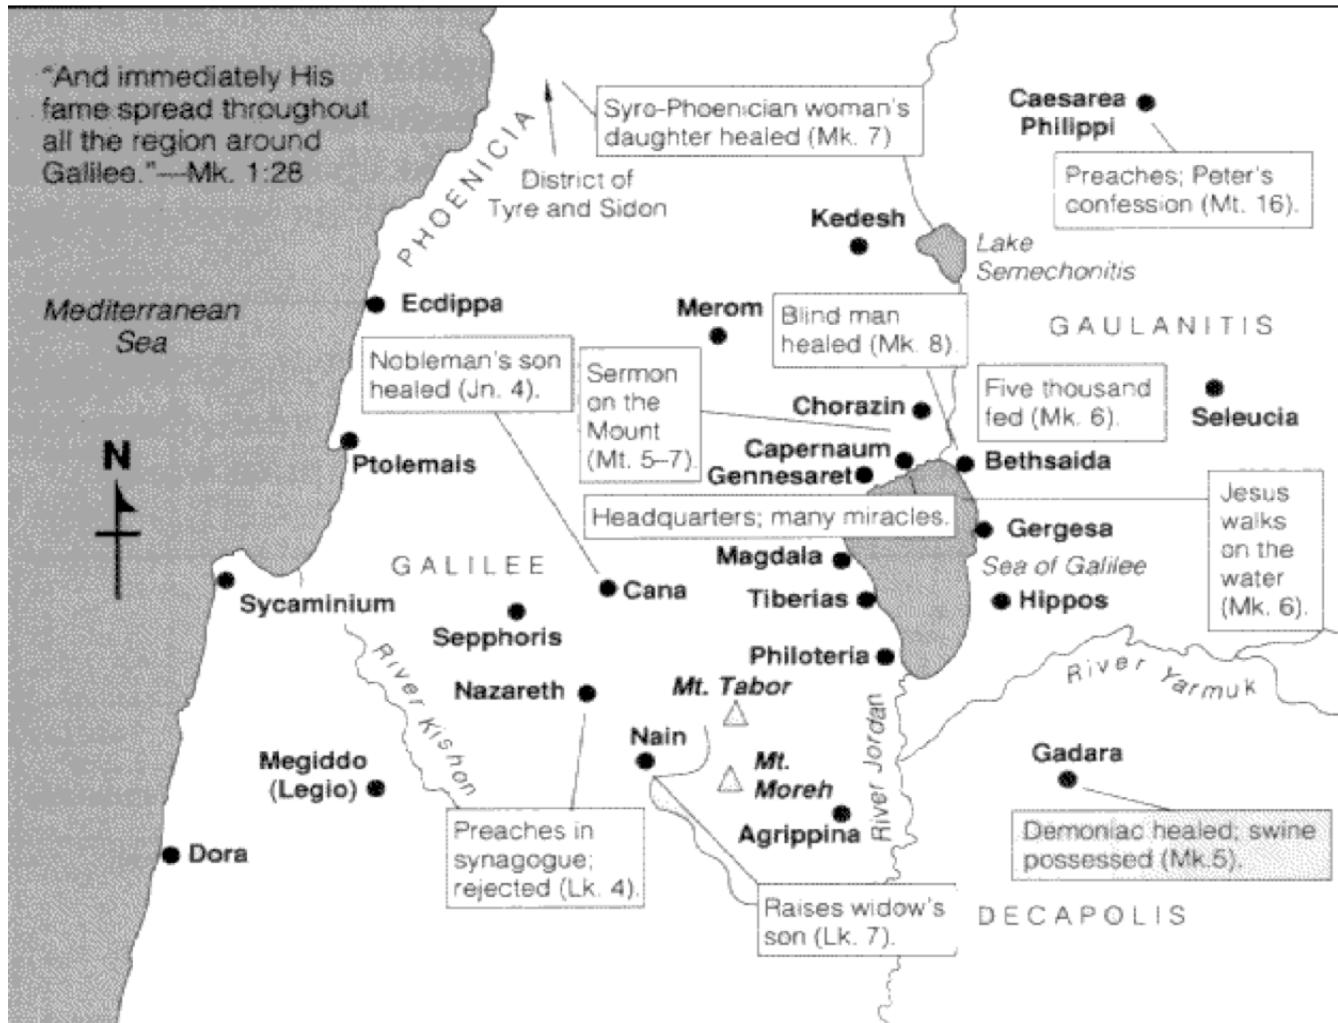 "And immediately His
fame spread throughout
all the region around
Galilee."—Mk. 1:28
PHOENICIA
District of
Tyre and Sidon
Syro-Phoenician woman's
daughter healed (Mk. 7)
Caesarea
Philippi
Preaches; Peter's
confession (Mt. 16).
Kedesh
Lake
Semechonitis
Mediterranean
Sea
Ecdippa
Merom
Blind man
healed (Mk. 8).
GAULANITIS
Nobleman's son
healed (Jn. 4).
Sermon
on the
Mount
(Mt. 5–7).
Five thousand
fed (Mk. 6).
Seleucia
Chorazin
N
Ptolemais
Capernaum
Gennesaret
Bethsaida
Headquarters; many miracles.
Jesus
walks
on the
water
(Mk. 6).
Gergesa
GALILEE
Magdala
Sea of Galilee
Sycaminium
Cana
Tiberias
Hippos
Sepphoris
Philoteria
River Kishon
Nazareth
Mt. Tabor
River Jordan
River Yarmuk
Nain
Megiddo
(Legio)
Mt.
Moreh
Gadara
Agrippina
Preaches in
synagogue;
rejected (Lk. 4).
Demoniac healed; swine
possessed (Mk.5).
Dora
Raises widow's
son (Lk. 7).
DECAPOLIS